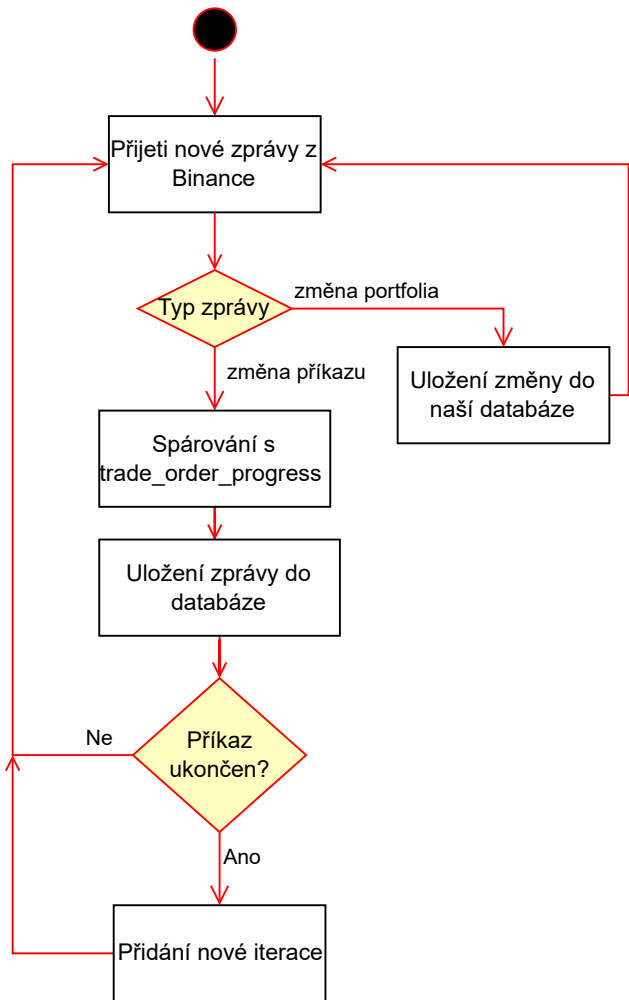 Přijeti nové zprávy z
Binance
Typ zprávy
změna portfolia
změna příkazu
Uložení změny do
naší databáze
Spárování s
trade_order_progress
Uložení zprávy do
databáze
Ne
Příkaz
ukončen?
Ano
Přidání nové iterace